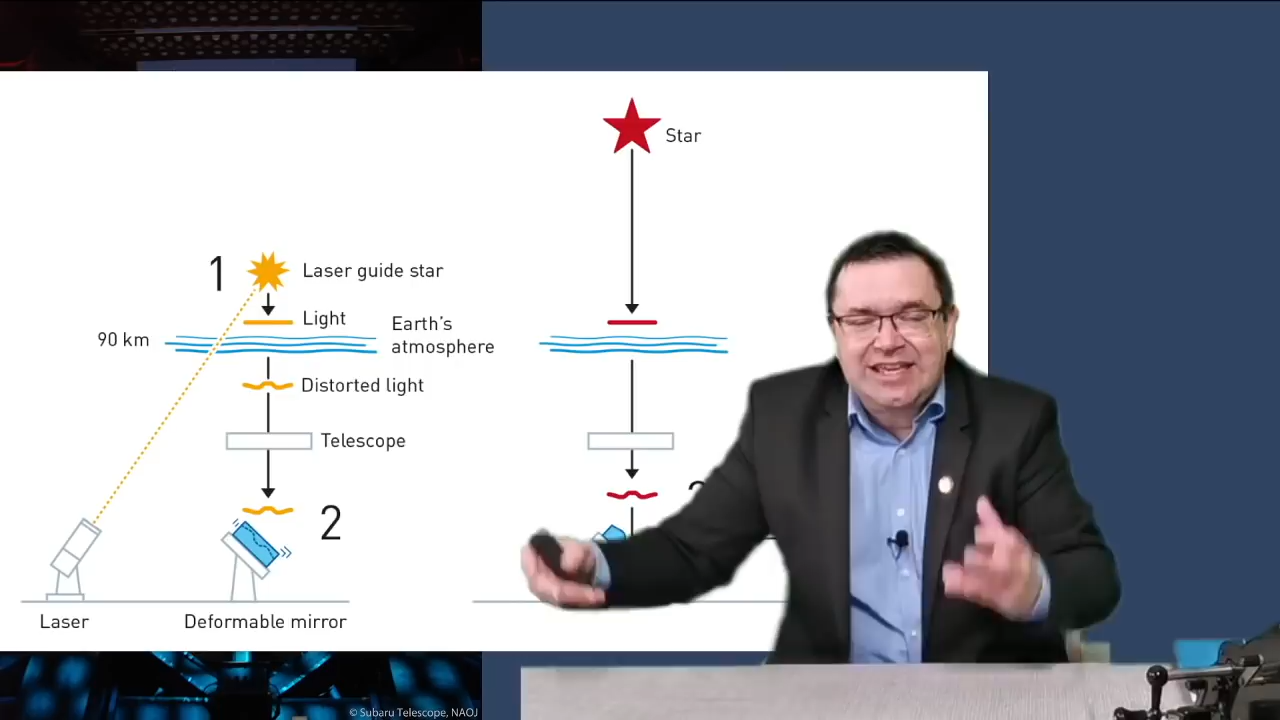 Star
1
Laser guide star
Light
90 km
Earth's
atmosphere
Distorted light
Telescope
2
Laser
Deformable mirror
© Subaru Telescope, NAOJ